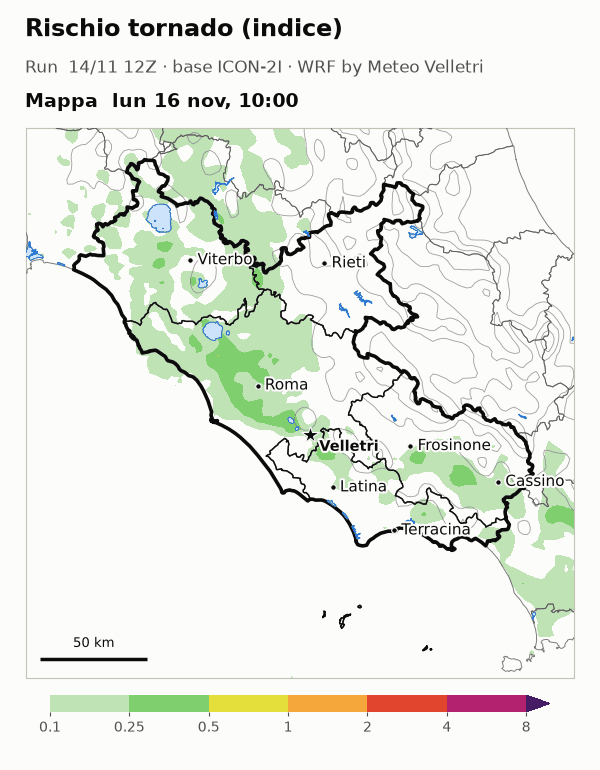 Rischio tornado (indice)
Run  14/11 12Z · base ICON-2I · WRF by Meteo Velletri
Mappa  lun 16 nov, 10:00
Viterbo
Rieti
Roma
Velletri
Frosinone
Cassino
Latina
Terracina
50 km
0.1 0.25 0.5 1 2 4 8